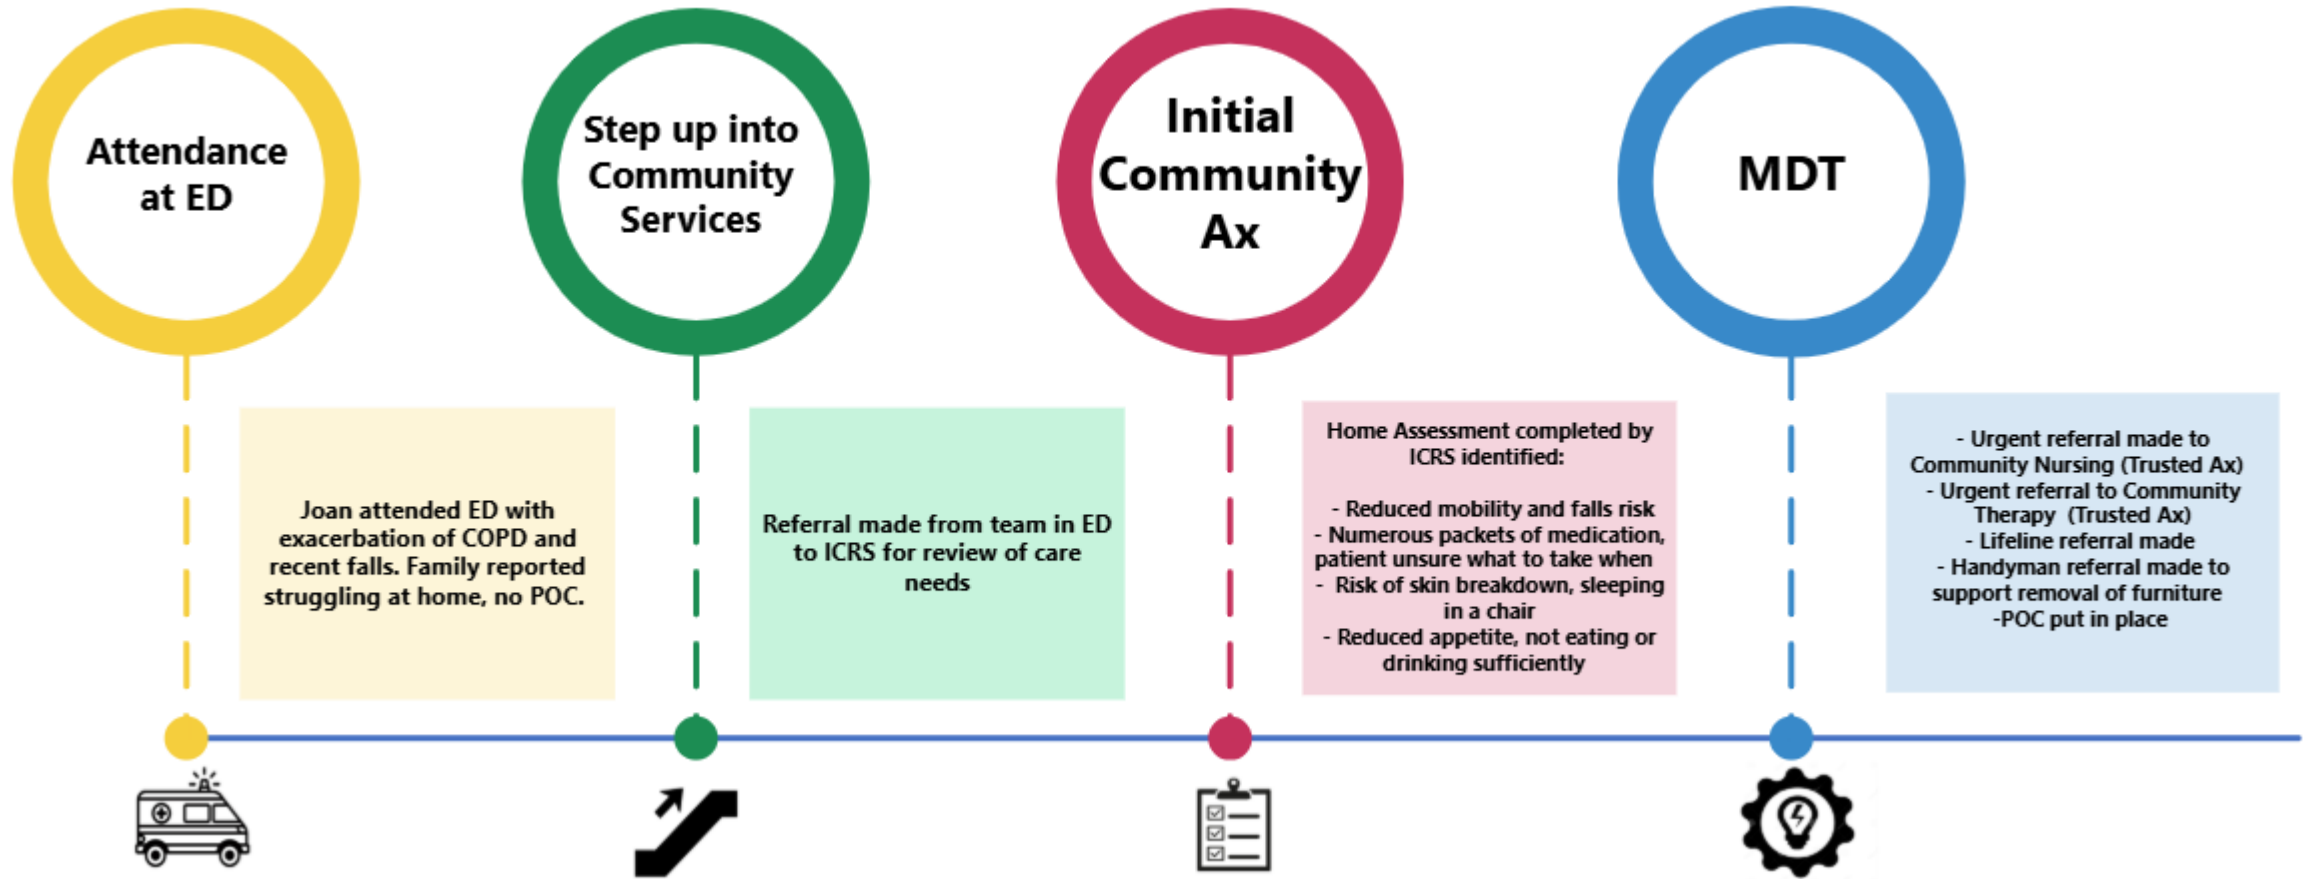 Attendance
at ED
Step up into
Community
Services
Initial
Community
Ax
MDT
Joan attended ED with
exacerbation of COPD and
recent falls. Family reported
struggling at home, no POC.
Referral made from team in ED
to ICRS for review of care
needs
Home Assessment completed by
ICRS identified:
- Reduced mobility and falls risk
- Numerous packets of medication,
patient unsure what to take when
- Risk of skin breakdown, sleeping
in a chair
- Reduced appetite, not eating or
drinking sufficiently
- Urgent referral made to
Community Nursing (Trusted Ax)
- Urgent referral to Community
Therapy (Trusted Ax)
- Lifeline referral made
- Handyman referral made to
support removal of furniture
-POC put in place